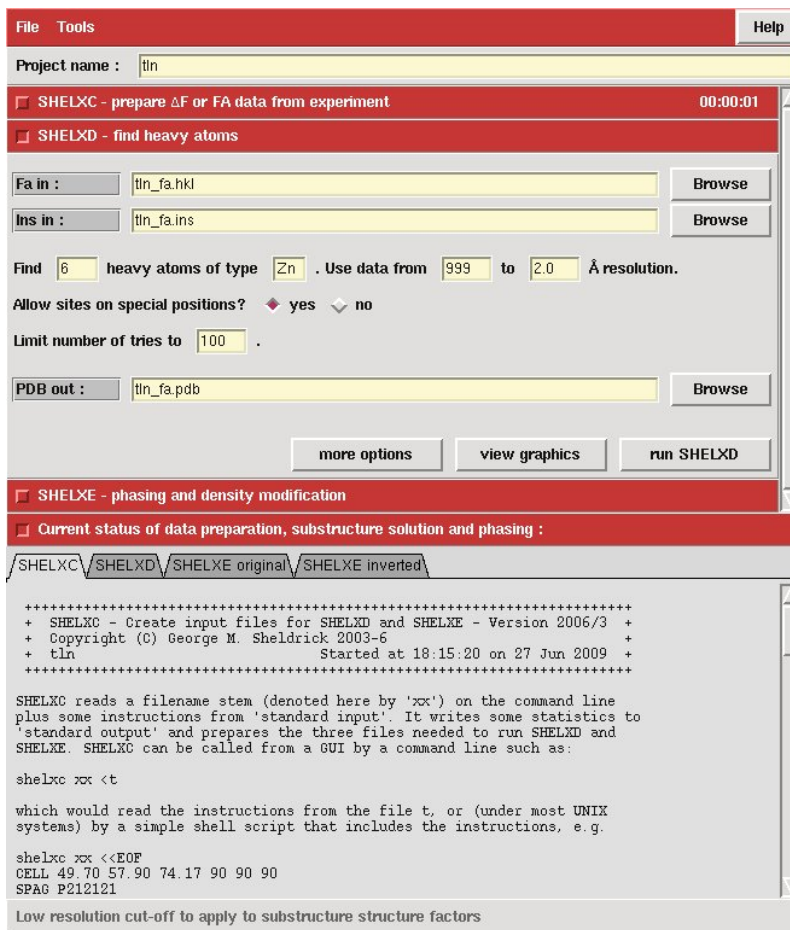 File Tools Help
Project name : tln
SHELXC - prepare ΔF or FA data from experiment 00:00:01
SHELXD - find heavy atoms
Fa in : tln_fa.hkl Browse
Ins in : tln_fa.ins Browse
Find 6 heavy atoms of type Zn . Use data from 999 to 2.0 Å resolution.
Allow sites on special positions? yes no
Limit number of tries to 100 .
PDB out : tln_fa.pdb Browse
more options view graphics run SHELXD
SHELXE - phasing and density modification
Current status of data preparation, substructure solution and phasing :
SHELXC SHELXD SHELXE original SHELXE inverted
++++++++++++++++++++++++++++++++++++++++++++++++++++++++++++++++++++++++
+ SHELXC - Create input files for SHELXD and SHELXE - Version 2006/3 +
+ Copyright (C) George M. Sheldrick 2003-6 +
+ tln Started at 18:15:20 on 27 Jun 2009 +
++++++++++++++++++++++++++++++++++++++++++++++++++++++++++++++++++++++++
SHELXC reads a filename stem (denoted here by 'xx') on the command line
plus some instructions from 'standard input'. It writes some statistics to
'standard output' and prepares the three files needed to run SHELXD and
SHELXE. SHELXC can be called from a GUI by a command line such as:
shelxc xx <t
which would read the instructions from the file t, or (under most UNIX
systems) by a simple shell script that includes the instructions, e.g.
shelxc xx <<EOF
CELL 49.70 57.90 74.17 90 90 90
SPAG P212121
Low resolution cut-off to apply to substructure structure factors